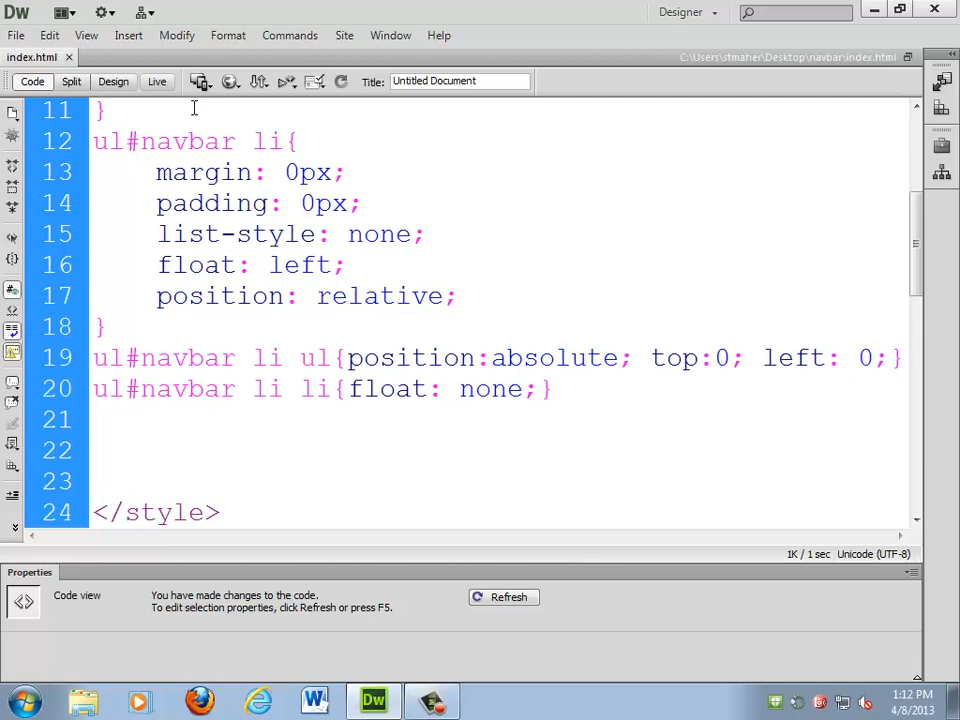 Dw
Designer
File Edit View Insert Modify Format Commands Site Window Help
index.html ×
C:\Users\stmaher\Desktop\navbar\index.html
Code Split Design Live Title: Untitled Document
11 }
12 ul#navbar li{
13 margin: 0px;
14 padding: 0px;
15 list-style: none;
16 float: left;
17 position: relative;
18 }
19 ul#navbar li ul{position:absolute; top:0; left: 0;}
20 ul#navbar li li{float: none;}
21
22
23
24 </style>
1K / 1 sec Unicode (UTF-8)
Properties
Code view
You have made changes to the code.
To edit selection properties, click Refresh or press F5.
Refresh
Dw
1:12 PM
4/8/2013